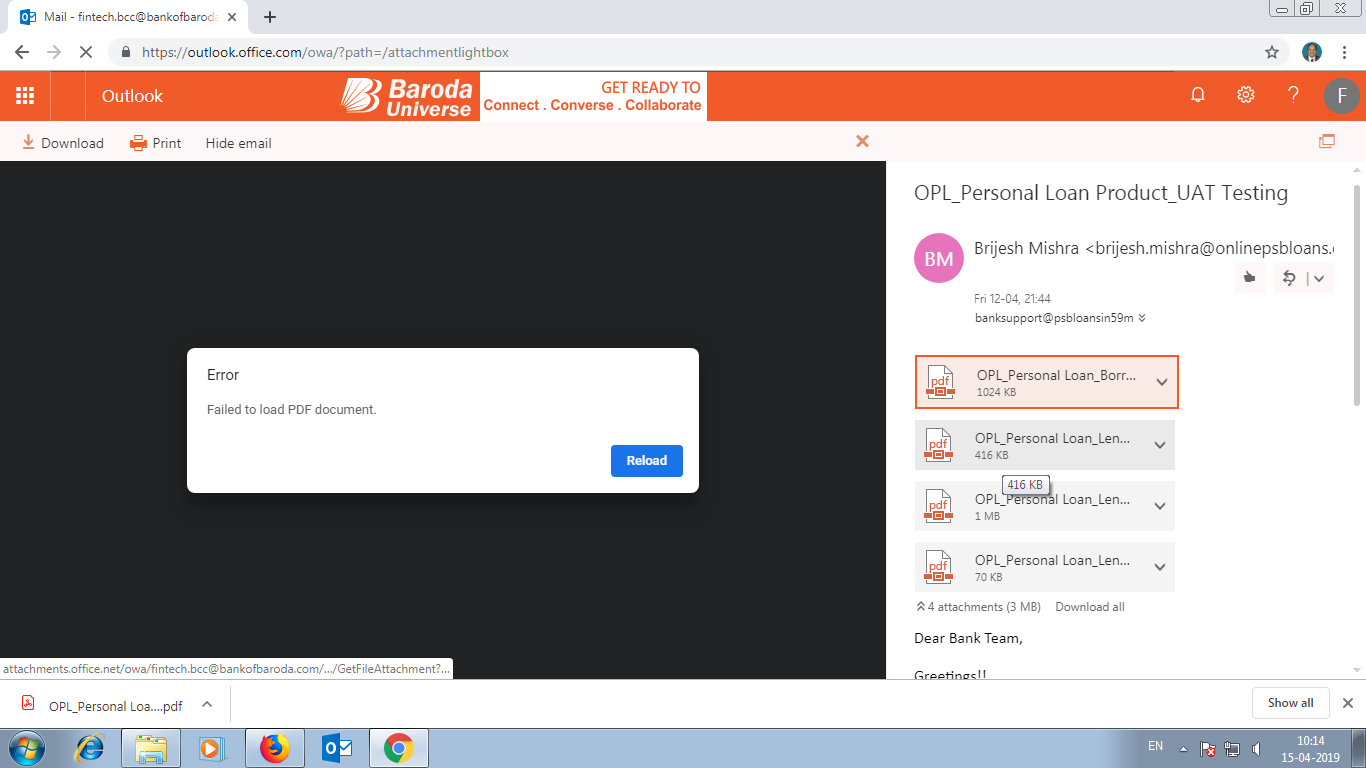 Mail - fintech.bcc@bankofbaroda
https://outlook.office.com/owa/?path=/attachmentlightbox
Outlook
Baroda
Universe
GET READY TO
Connect . Converse . Collaborate
?
F
Download
Print
Hide email
OPL_Personal Loan Product_UAT Testing
BM
Brijesh Mishra <brijesh.mishra@onlinepsbloans.
Fri 12-04, 21:44
banksupport@psbloansin59m
pdf
OPL_Personal Loan_Borr...
1024 KB
pdf
OPL_Personal Loan_Len...
416 KB
416 KB
pdf
OPL_Personal Loan_Len...
1 MB
pdf
OPL_Personal Loan_Len...
70 KB
4 attachments (3 MB) Download all
Dear Bank Team,
Greetings!!
Error
Failed to load PDF document.
Reload
attachments.office.net/owa/fintech.bcc@bankofbaroda.com/.../GetFileAttachment?...
OPL_Personal Loa....pdf
Show all
EN
10:14
15-04-2019